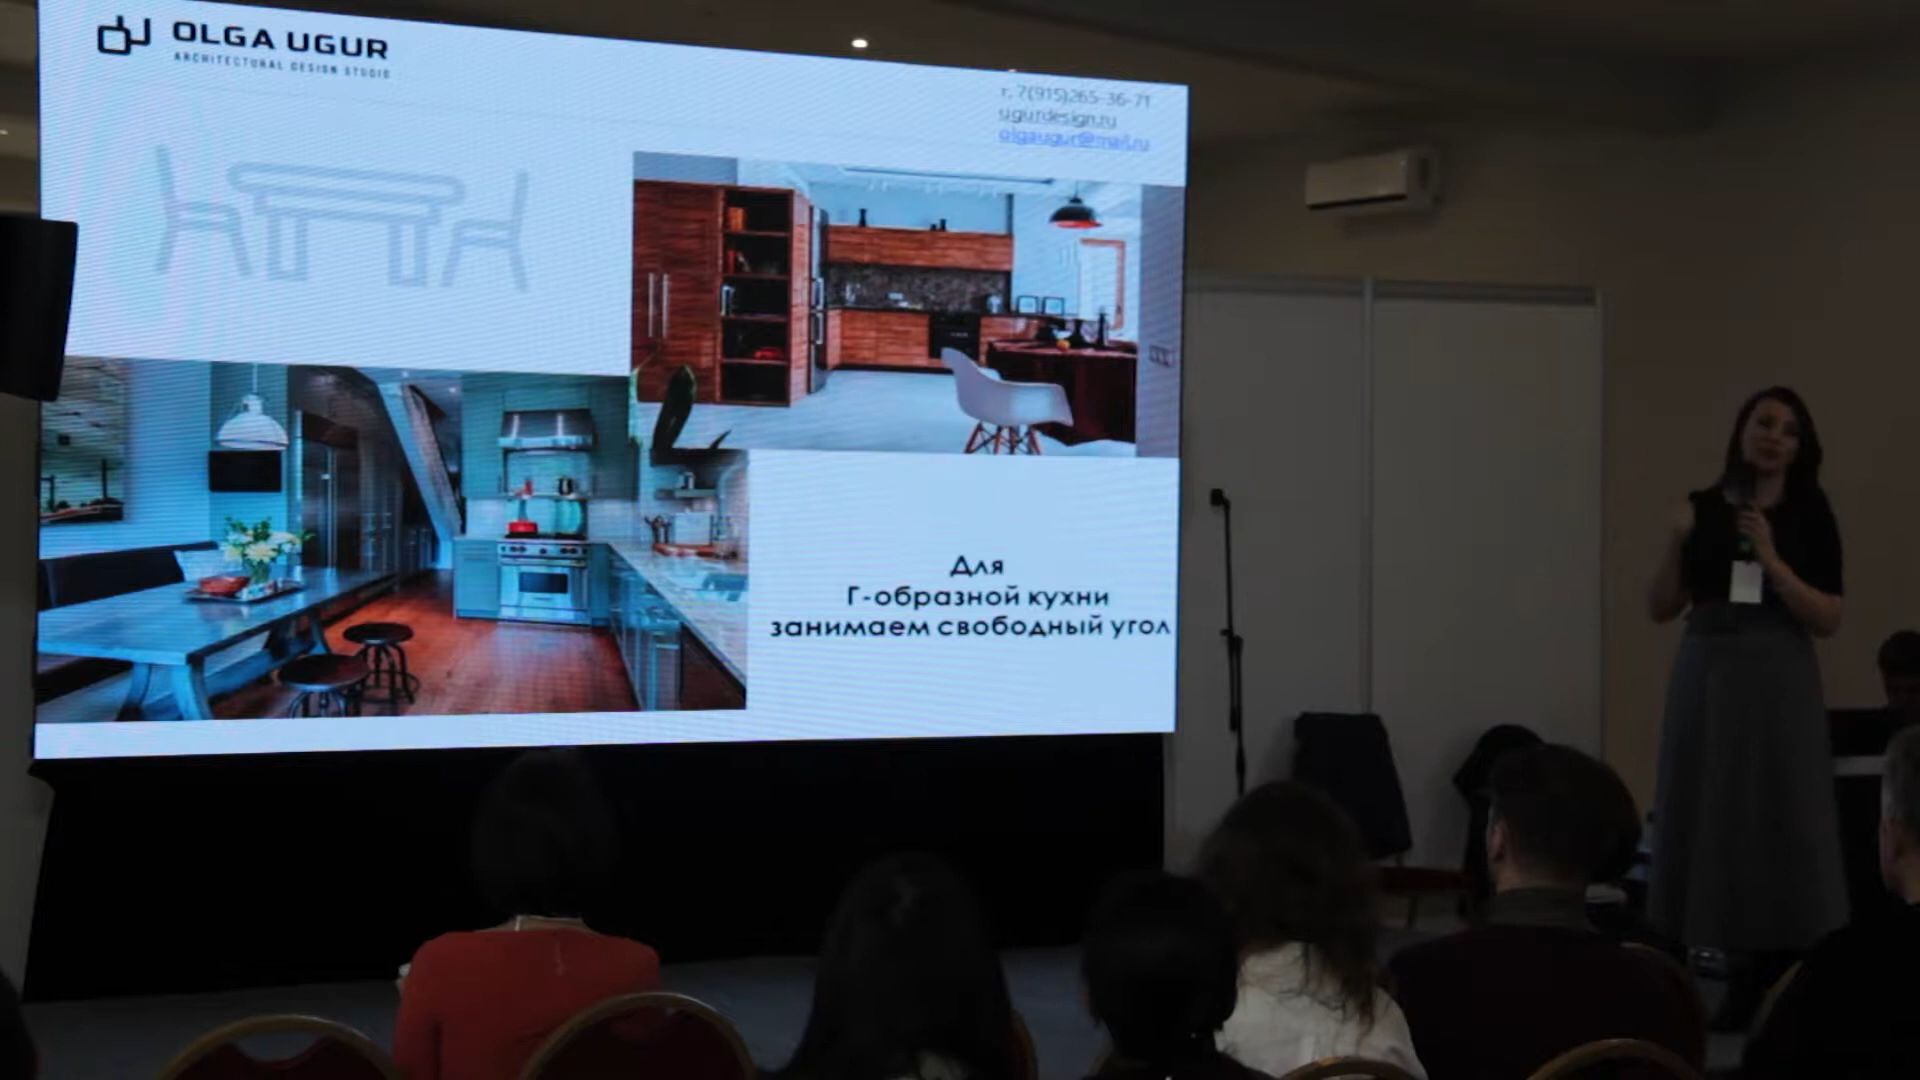 OLGA UGUR
ARCHITECTURAL DESIGN STUDIO
т. 7(915)265-36-71
ugurdesign.ru
olgaugur@mail.ru
Для
Г-образной кухни
занимаем свободный угол